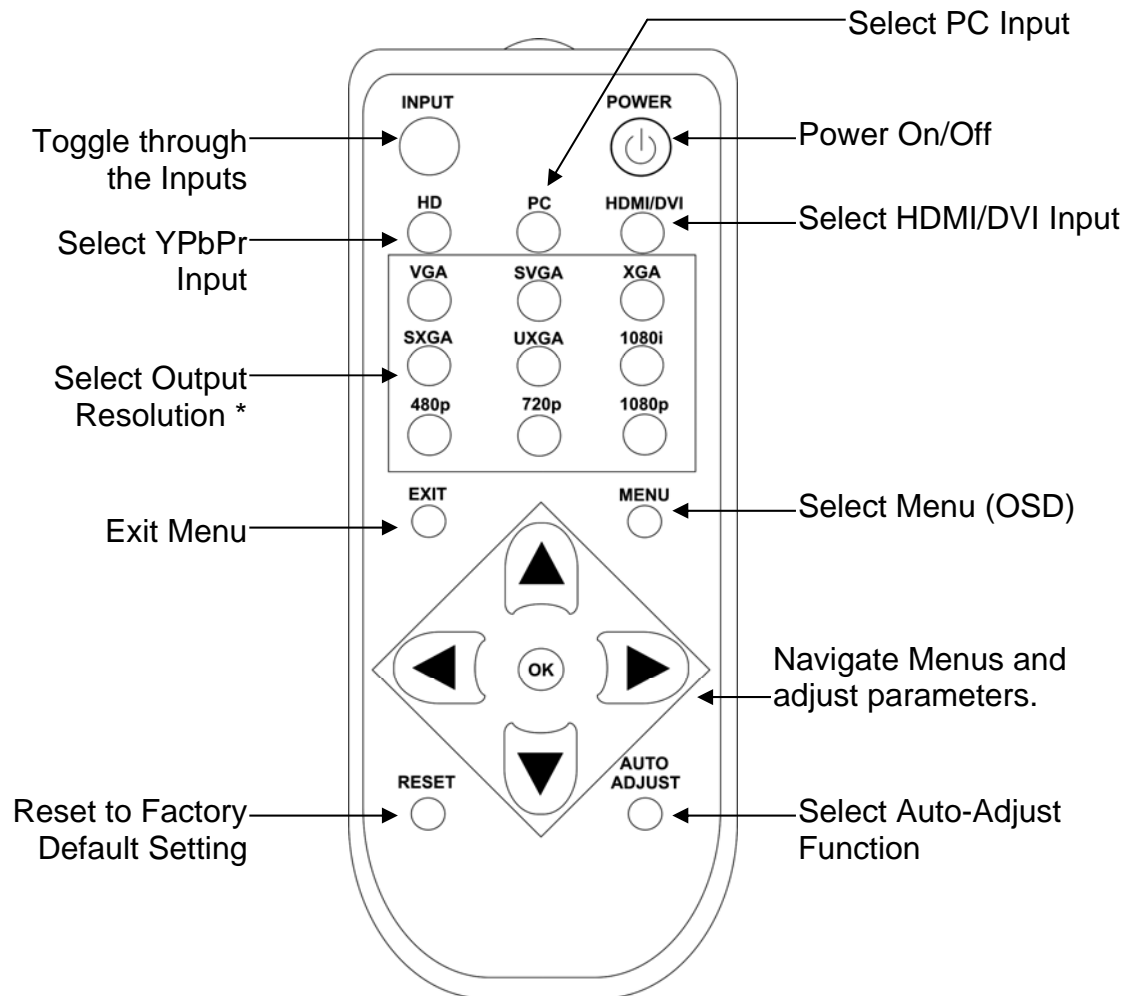 Select PC Input
INPUT
POWER
Toggle through
the Inputs
Power On/Off
HD
PC
HDMI/DVI
Select YPbPr
Input
Select HDMI/DVI Input
VGA
SVGA
XGA
SXGA
UXGA
1080i
Select Output
Resolution *
480p
720p
1080p
EXIT
MENU
Exit Menu
Select Menu (OSD)
OK
Navigate Menus and
adjust parameters.
RESET
AUTO
ADJUST
Reset to Factory
Default Setting
Select Auto-Adjust
Function